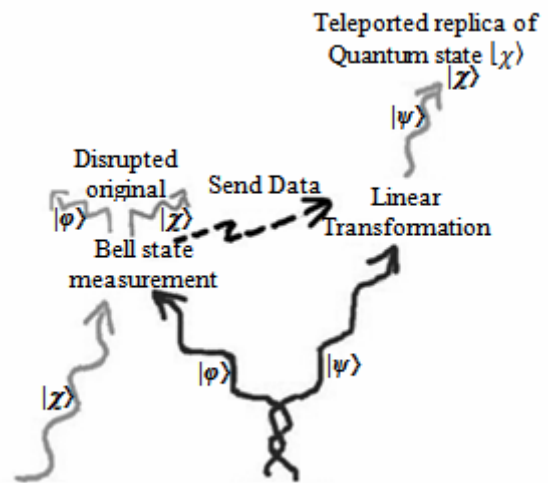 Teleported replica of
Quantum state |χ⟩
|χ⟩
|ψ⟩
Disrupted
original
Send Data
Linear
Transformation
|φ⟩
|χ⟩
Bell state
measurement
|φ⟩
|ψ⟩
|χ⟩